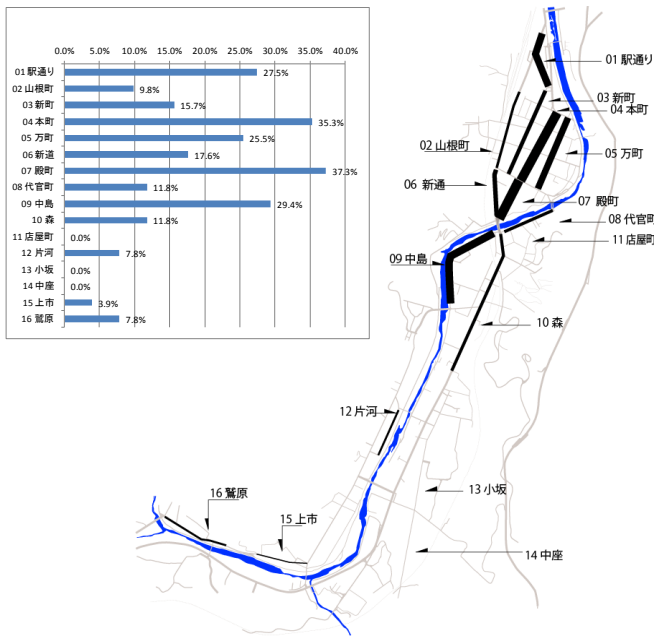 0.0% 5.0% 10.0% 15.0% 20.0% 25.0% 30.0% 35.0% 40.0%
01 駅通り 27.5%
02 山根町 9.8%
03 新町 15.7%
04 本町 35.3%
05 万町 25.5%
06 新道 17.6%
07 殿町 37.3%
08 代官町 11.8%
09 中島 29.4%
10 森 11.8%
11 店屋町 0.0%
12 片河 7.8%
13 小坂 0.0%
14 中座 0.0%
15 上市 3.9%
16 鷲原 7.8%
01 駅通り
03 新町
04 本町
02 山根町
05 万町
06 新通
07 殿町
08 代官町
11 店屋町
09 中島
10 森
12 片河
13 小坂
16 鷲原
15 上市
14 中座